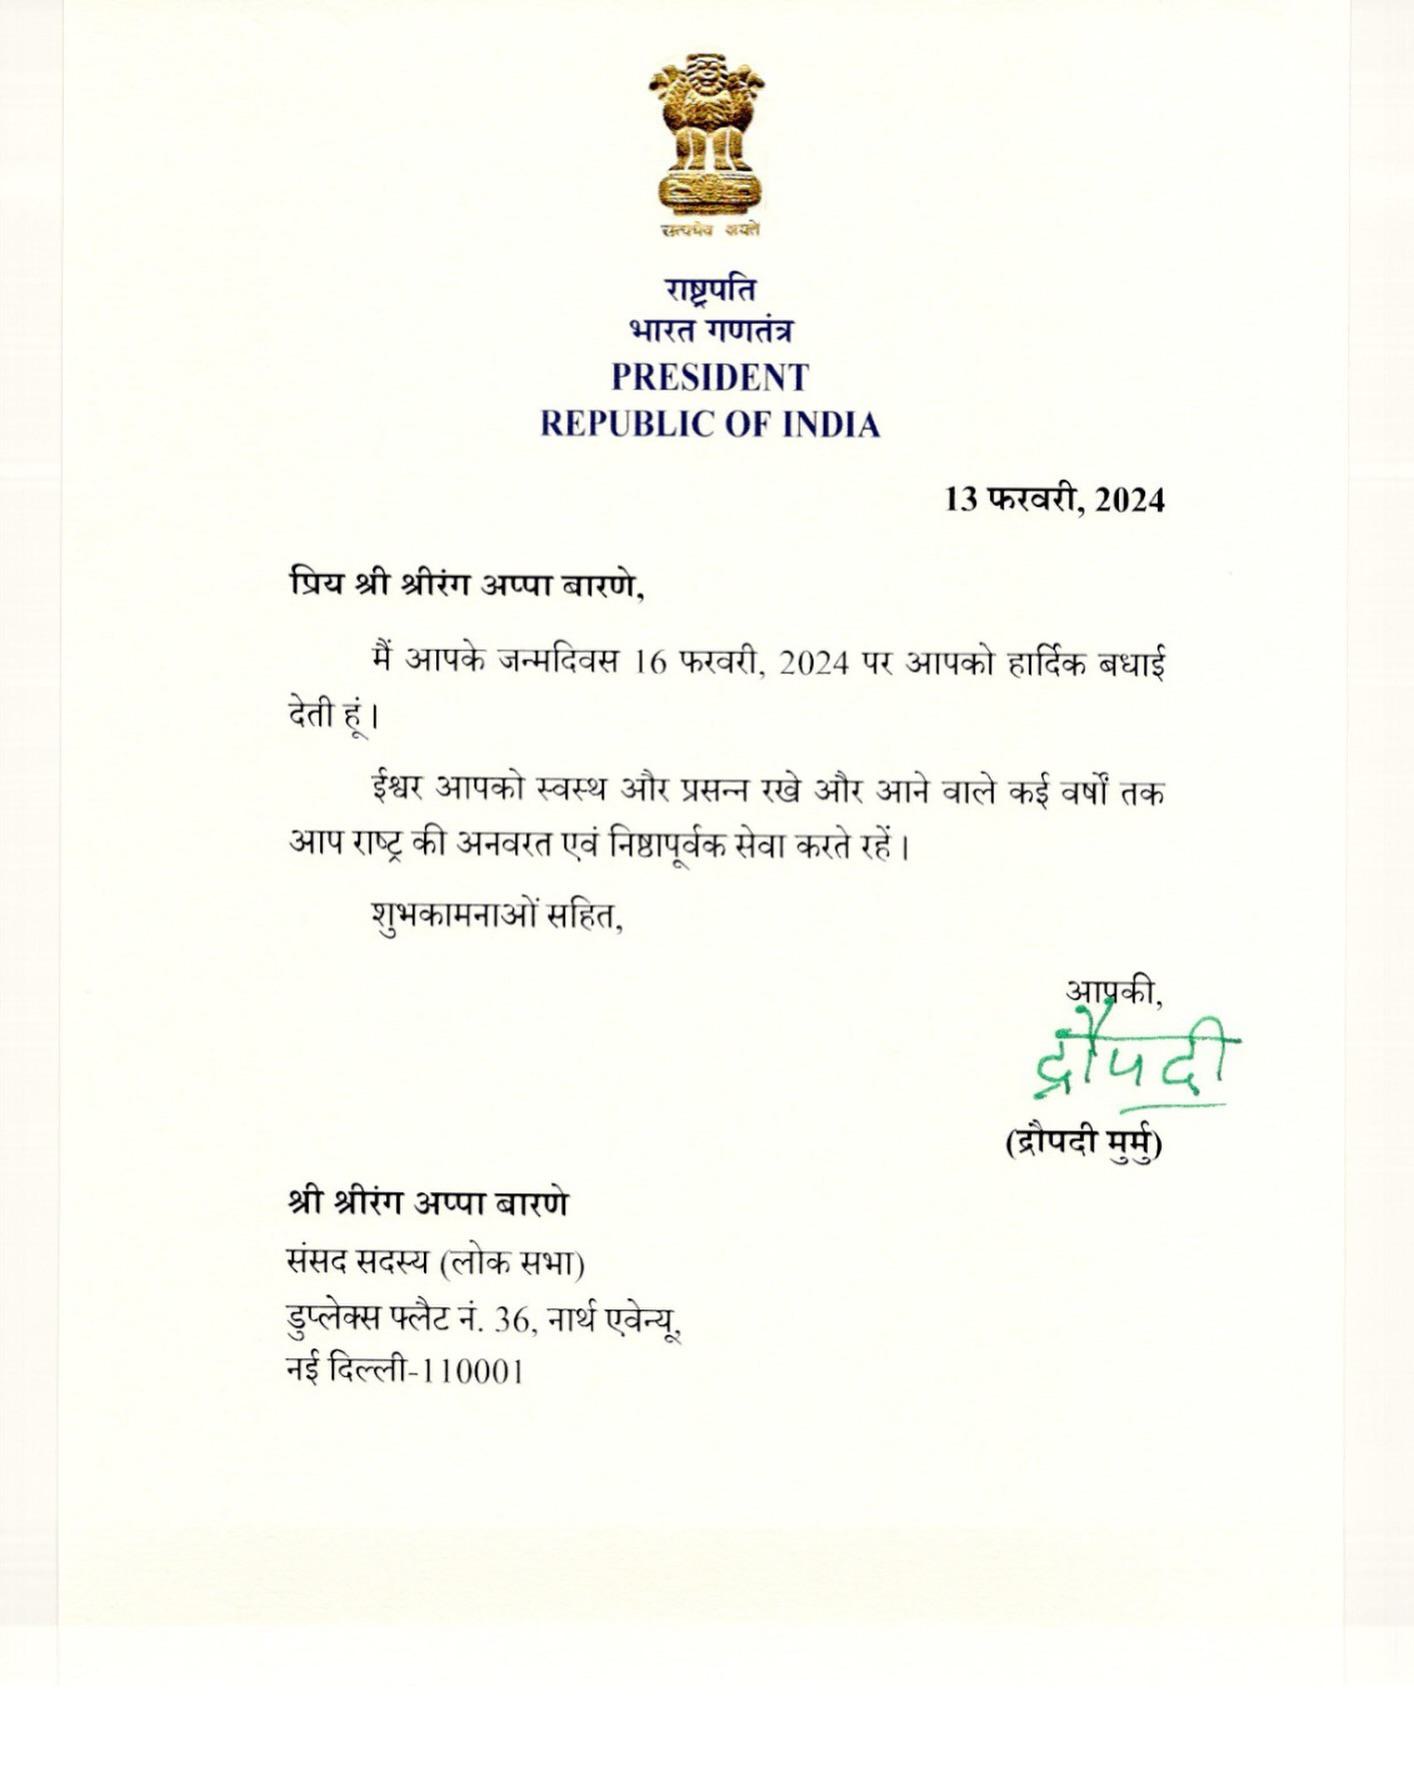 सत्यमेव जयते
राष्ट्रपति
भारत गणतंत्र
PRESIDENT
REPUBLIC OF INDIA
13 फरवरी, 2024
प्रिय श्री श्रीरंग अप्पा बारणे,
मैं आपके जन्मदिवस 16 फरवरी, 2024 पर आपको हार्दिक बधाई
देती हूं।
ईश्वर आपको स्वस्थ और प्रसन्न रखे और आने वाले कई वर्षों तक
आप राष्ट्र की अनवरत एवं निष्ठापूर्वक सेवा करते रहें।
शुभकामनाओं सहित,
आपकी,
द्रौपदी
(द्रौपदी मुर्मु)
श्री श्रीरंग अप्पा बारणे
संसद सदस्य (लोक सभा)
डुप्लेक्स फ्लैट नं. 36, नार्थ एवेन्यू,
नई दिल्ली-110001